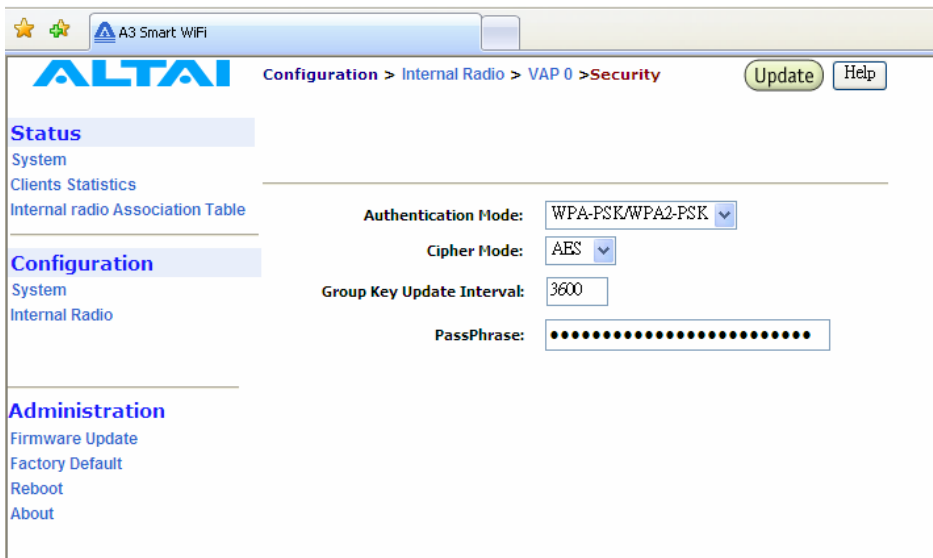 A3 Smart WiFi
ALTAI
Configuration > Internal Radio > VAP 0 >Security
Update
Help
Status
System
Clients Statistics
Internal radio Association Table
Configuration
System
Internal Radio
Administration
Firmware Update
Factory Default
Reboot
About
Authentication Mode: WPA-PSK/WPA2-PSK
Cipher Mode: AES
Group Key Update Interval: 3600
PassPhrase: •••••••••••••••••••••••••